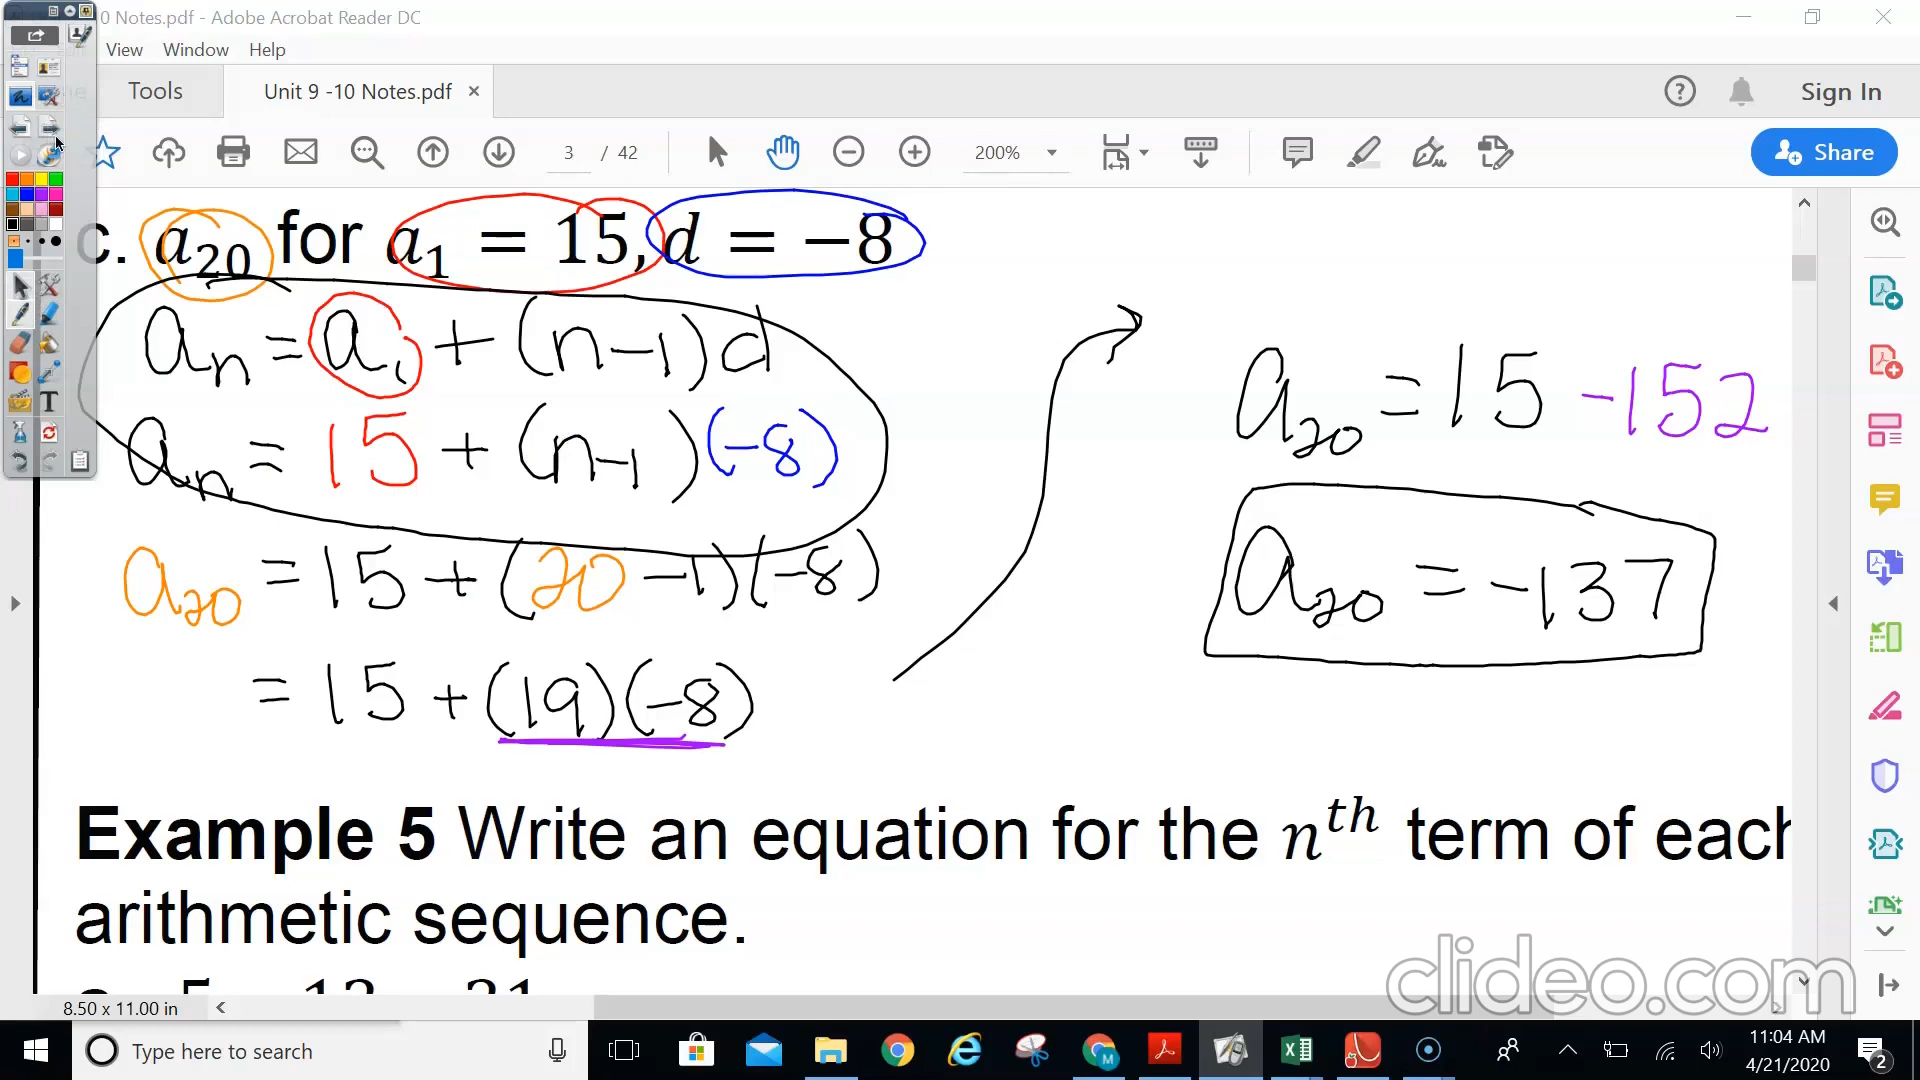 0 Notes.pdf - Adobe Acrobat Reader DC
View Window Help
Tools
Unit 9 -10 Notes.pdf ×
Sign In
3 / 42
200%
Share
c. a₂₀ for a₁ = 15, d = −8
aₙ = a₁ + (n−1)d
aₙ = 15 + (n−1)(−8)
a₂₀ = 15 + (20−1)(−8)
= 15 + (19)(−8)
a₂₀ = 15 −152
a₂₀ = −137
Example 5 Write an equation for the nᵗʰ term of each
arithmetic sequence.
8.50 x 11.00 in
clideo.com
Type here to search
11:04 AM
4/21/2020
2